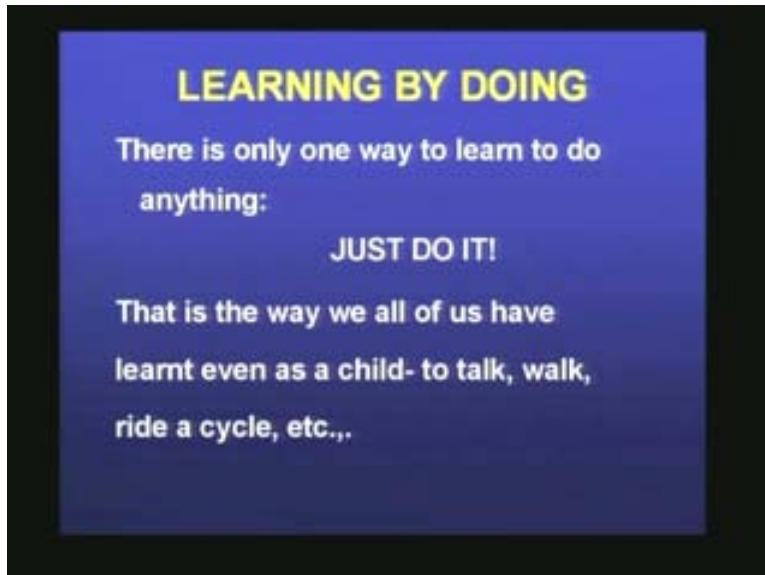 LEARNING BY DOING
There is only one way to learn to do
anything:
JUST DO IT!
That is the way we all of us have
learnt even as a child- to talk, walk,
ride a cycle, etc.,.